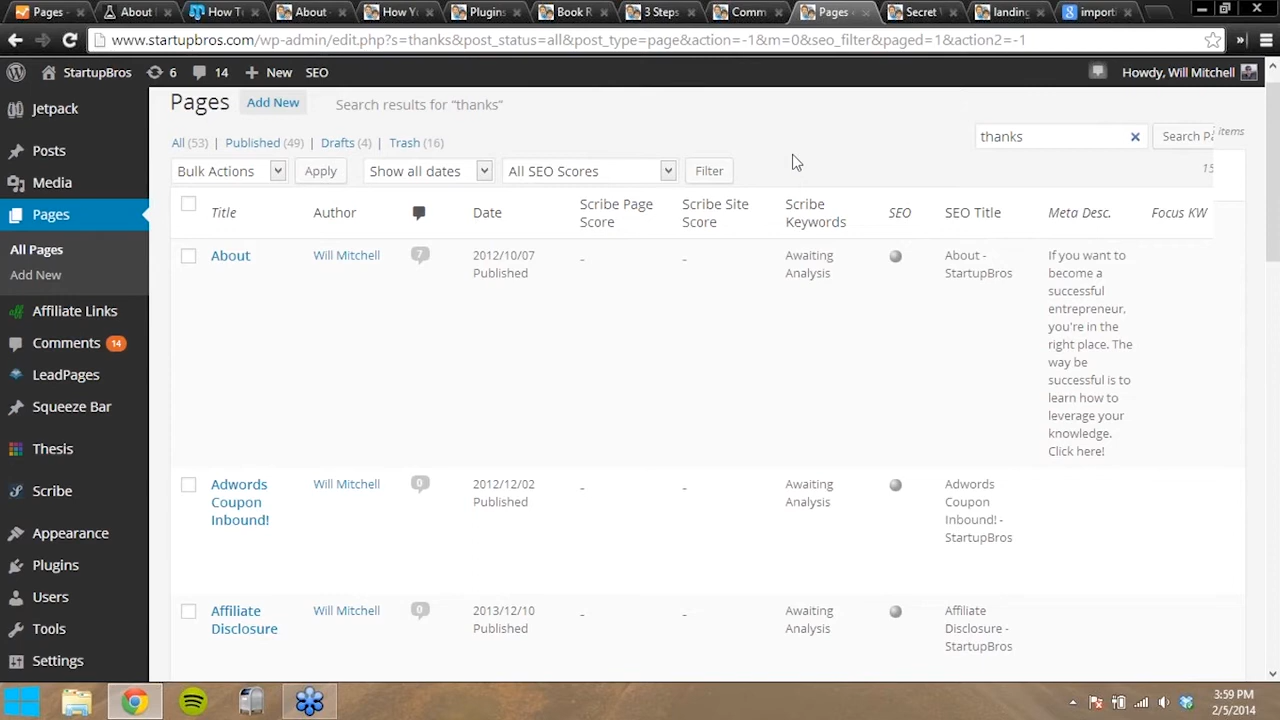 Pages
About
How T
About
How Y
Plugin
Book R
3 Steps
Comm
Pages
Secret
landing
import
www.startupbros.com/wp-admin/edit.php?s=thanks&post_status=all&post_type=page&action=-1&m=0&seo_filter&paged=1&action2=-1
StartupBros 6 14 New SEO Howdy, Will Mitchell
Jetpack
Posts
Media
Pages
All Pages
Add New
Affiliate Links
Comments 14
LeadPages
Squeeze Bar
Thesis
Scribe
Appearance
Plugins
Users
Tools
Settings
Pages Add New Search results for “thanks”
thanks Search Pa items
All (53) | Published (49) | Drafts (4) | Trash (16)
Bulk Actions Apply Show all dates All SEO Scores Filter 15
Title Author Date Scribe Page Score Scribe Site Score Scribe Keywords SEO SEO Title Meta Desc. Focus KW
About Will Mitchell 7 2012/10/07
Published
-
-
Awaiting
Analysis
About -
StartupBros
If you want to
become a
successful
entrepreneur,
you're in the
right place. The
way be
successful is to
learn how to
leverage your
knowledge.
Click here!
Adwords
Coupon
Inbound!
Will Mitchell 0 2012/12/02
Published
-
-
Awaiting
Analysis
Adwords
Coupon
Inbound! -
StartupBros
Affiliate
Disclosure
Will Mitchell 0 2013/12/10
Published
-
-
Awaiting
Analysis
Affiliate
Disclosure -
StartupBros
3:59 PM
2/5/2014